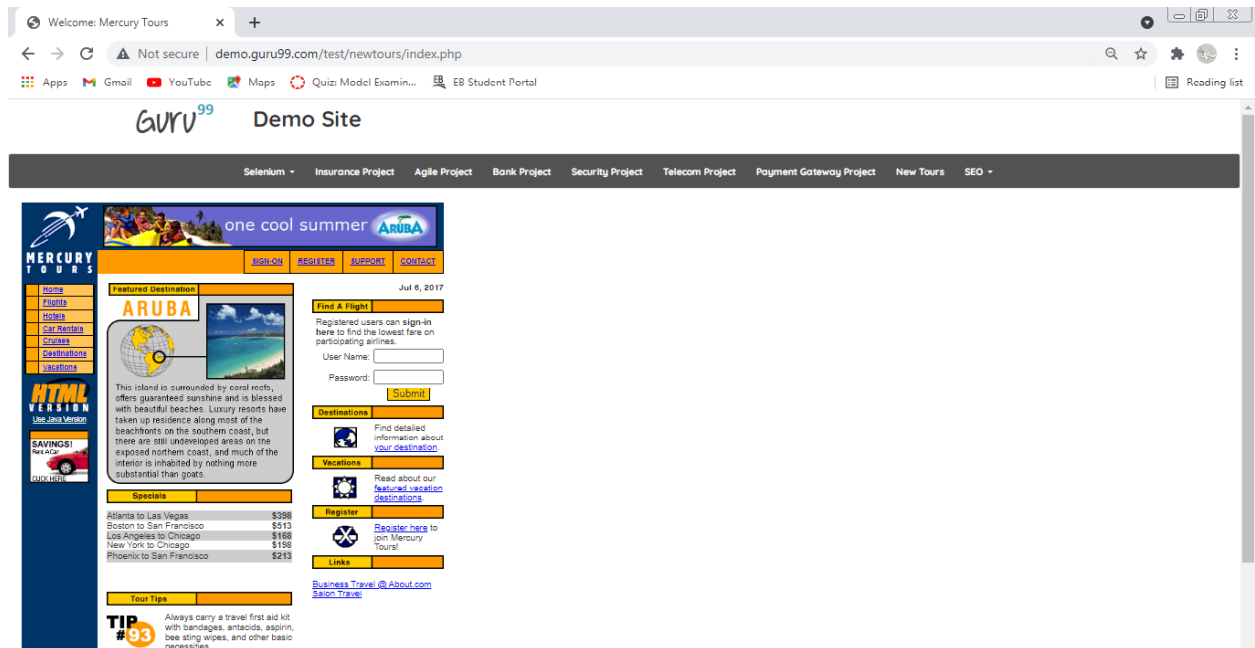 Welcome: Mercury Tours
Not secure | demo.guru99.com/test/newtours/index.php
Apps Gmail YouTube Maps Quiz: Model Examin... EB Student Portal Reading list
Guru99 Demo Site
Selenium Insurance Project Agile Project Bank Project Security Project Telecom Project Payment Gateway Project New Tours SEO
one cool summer ARUBA
MERCURY
TOURS
SIGN-ON REGISTER SUPPORT CONTACT
Home
Flights
Hotels
Car Rentals
Cruises
Destinations
Vacations
HTML
VERSION
Use Java Version
SAVINGS!
Rent A Car
CLICK HERE
Featured Destination
ARUBA
This island is surrounded by coral reefs,
offers guaranteed sunshine and is blessed
with beautiful beaches. Luxury resorts have
taken up residence along most of the
beachfronts on the southern coast, but
there are still undeveloped areas on the
exposed northern coast, and much of the
interior is inhabited by nothing more
substantial than goats.
Specials
Atlanta to Las Vegas $398
Boston to San Francisco $513
Los Angeles to Chicago $168
New York to Chicago $198
Phoenix to San Francisco $213
Tour Tips
TIP
#93
Always carry a travel first aid kit
with bandages, antacids, aspirin,
bee sting wipes, and other basic
necessities.
Jul 6, 2017
Find A Flight
Registered users can sign-in
here to find the lowest fare on
participating airlines.
User Name:
Password:
Submit
Destinations
Find detailed
information about
your destination.
Vacations
Read about our
featured vacation
destinations.
Register
Register here to
join Mercury
Tours!
Links
Business Travel @ About.com
Salon Travel